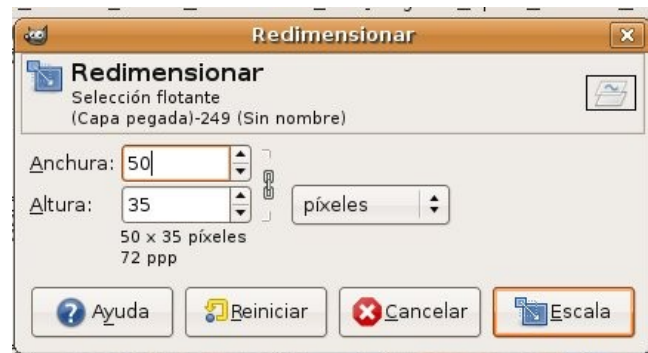 Redimensionar
Redimensionar
Selección flotante
(Capa pegada)-249 (Sin nombre)
Anchura: 50
Altura: 35 píxeles
50 x 35 píxeles
72 ppp
Ayuda Reiniciar Cancelar Escala